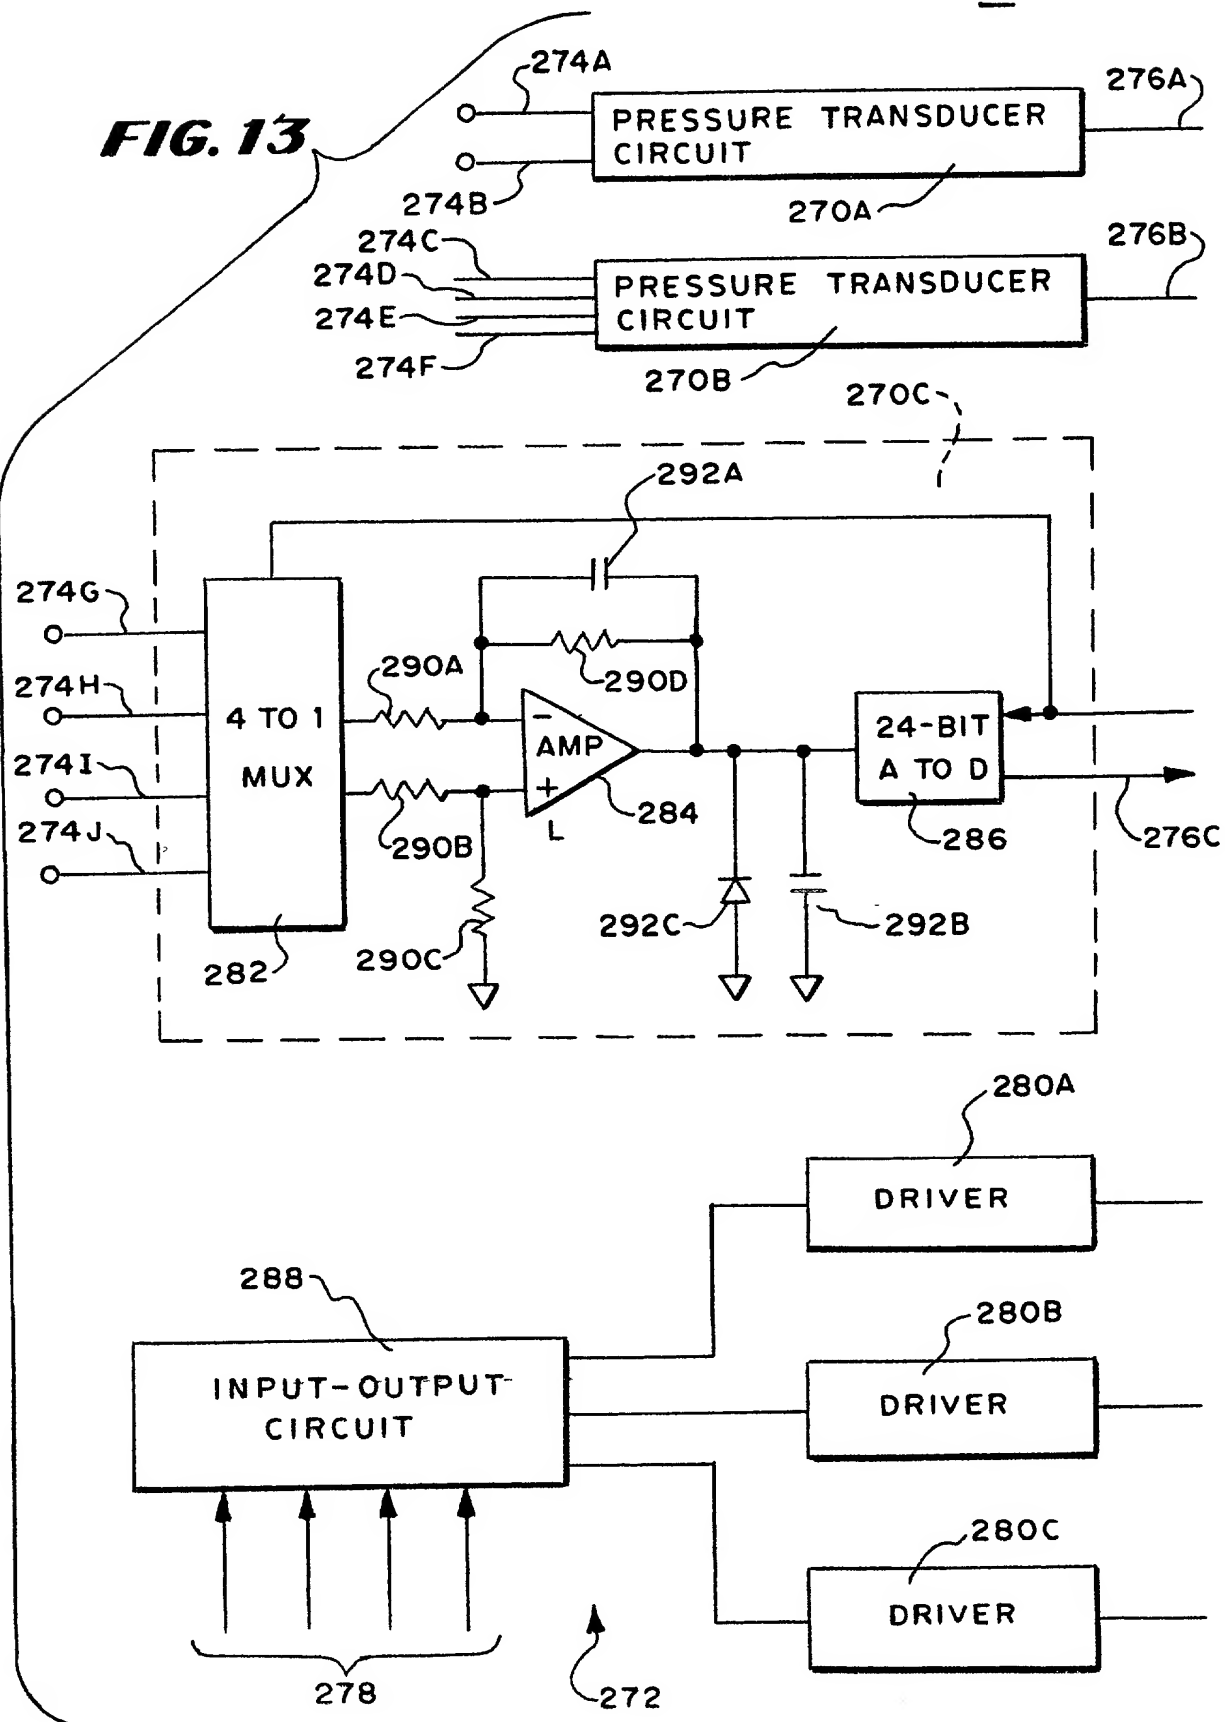 FIG. 13
274A
276A
PRESSURE TRANSDUCER
CIRCUIT
274B
270A
274C
276B
274D
PRESSURE TRANSDUCER
274E
CIRCUIT
274F
270B
270C
292A
274G
290A
290D
274H
4 TO 1
MUX
-
AMP
+
L
24-BIT
A TO D
274I
284
274J
290B
286
276C
292C
292B
282
290C
280A
DRIVER
288
280B
INPUT-OUTPUT
CIRCUIT
DRIVER
280C
DRIVER
278
272